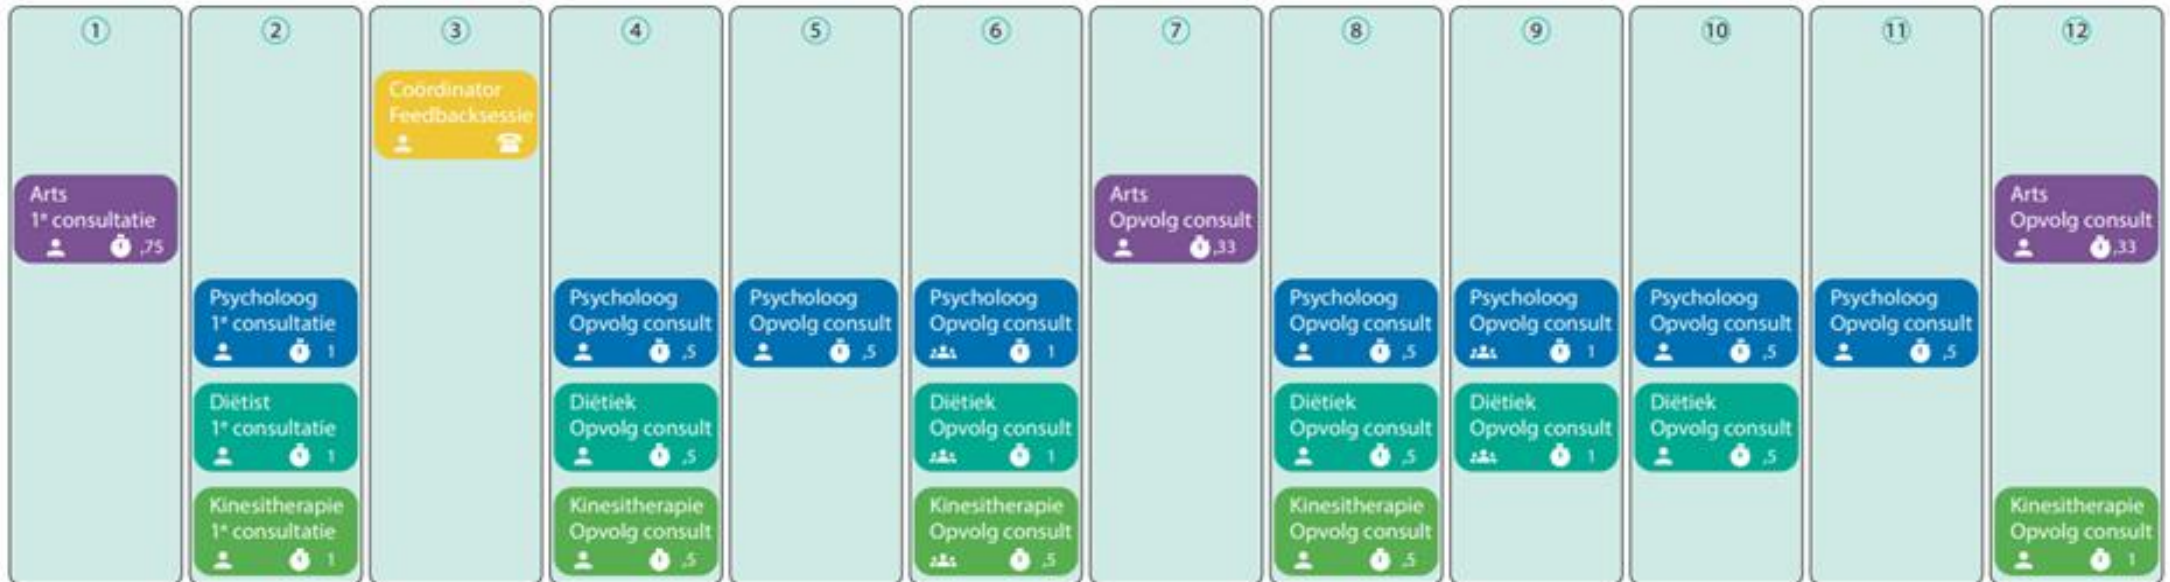 1
Arts
1e consultatie
,75
2
Psycholoog
1e consultatie
1
Diëtist
1e consultatie
1
Kinesitherapie
1e consultatie
1
3
Coördinator
Feedbacksessie
4
Psycholoog
Opvolg consult
,5
Diëtiek
Opvolg consult
,5
Kinesitherapie
Opvolg consult
,5
5
Psycholoog
Opvolg consult
,5
6
Psycholoog
Opvolg consult
1
Diëtiek
Opvolg consult
1
Kinesitherapie
Opvolg consult
,5
7
Arts
Opvolg consult
,33
8
Psycholoog
Opvolg consult
,5
Diëtiek
Opvolg consult
,5
Kinesitherapie
Opvolg consult
,5
9
Psycholoog
Opvolg consult
1
Diëtiek
Opvolg consult
1
10
Psycholoog
Opvolg consult
,5
Diëtiek
Opvolg consult
,5
11
Psycholoog
Opvolg consult
,5
12
Arts
Opvolg consult
,33
Kinesitherapie
Opvolg consult
1